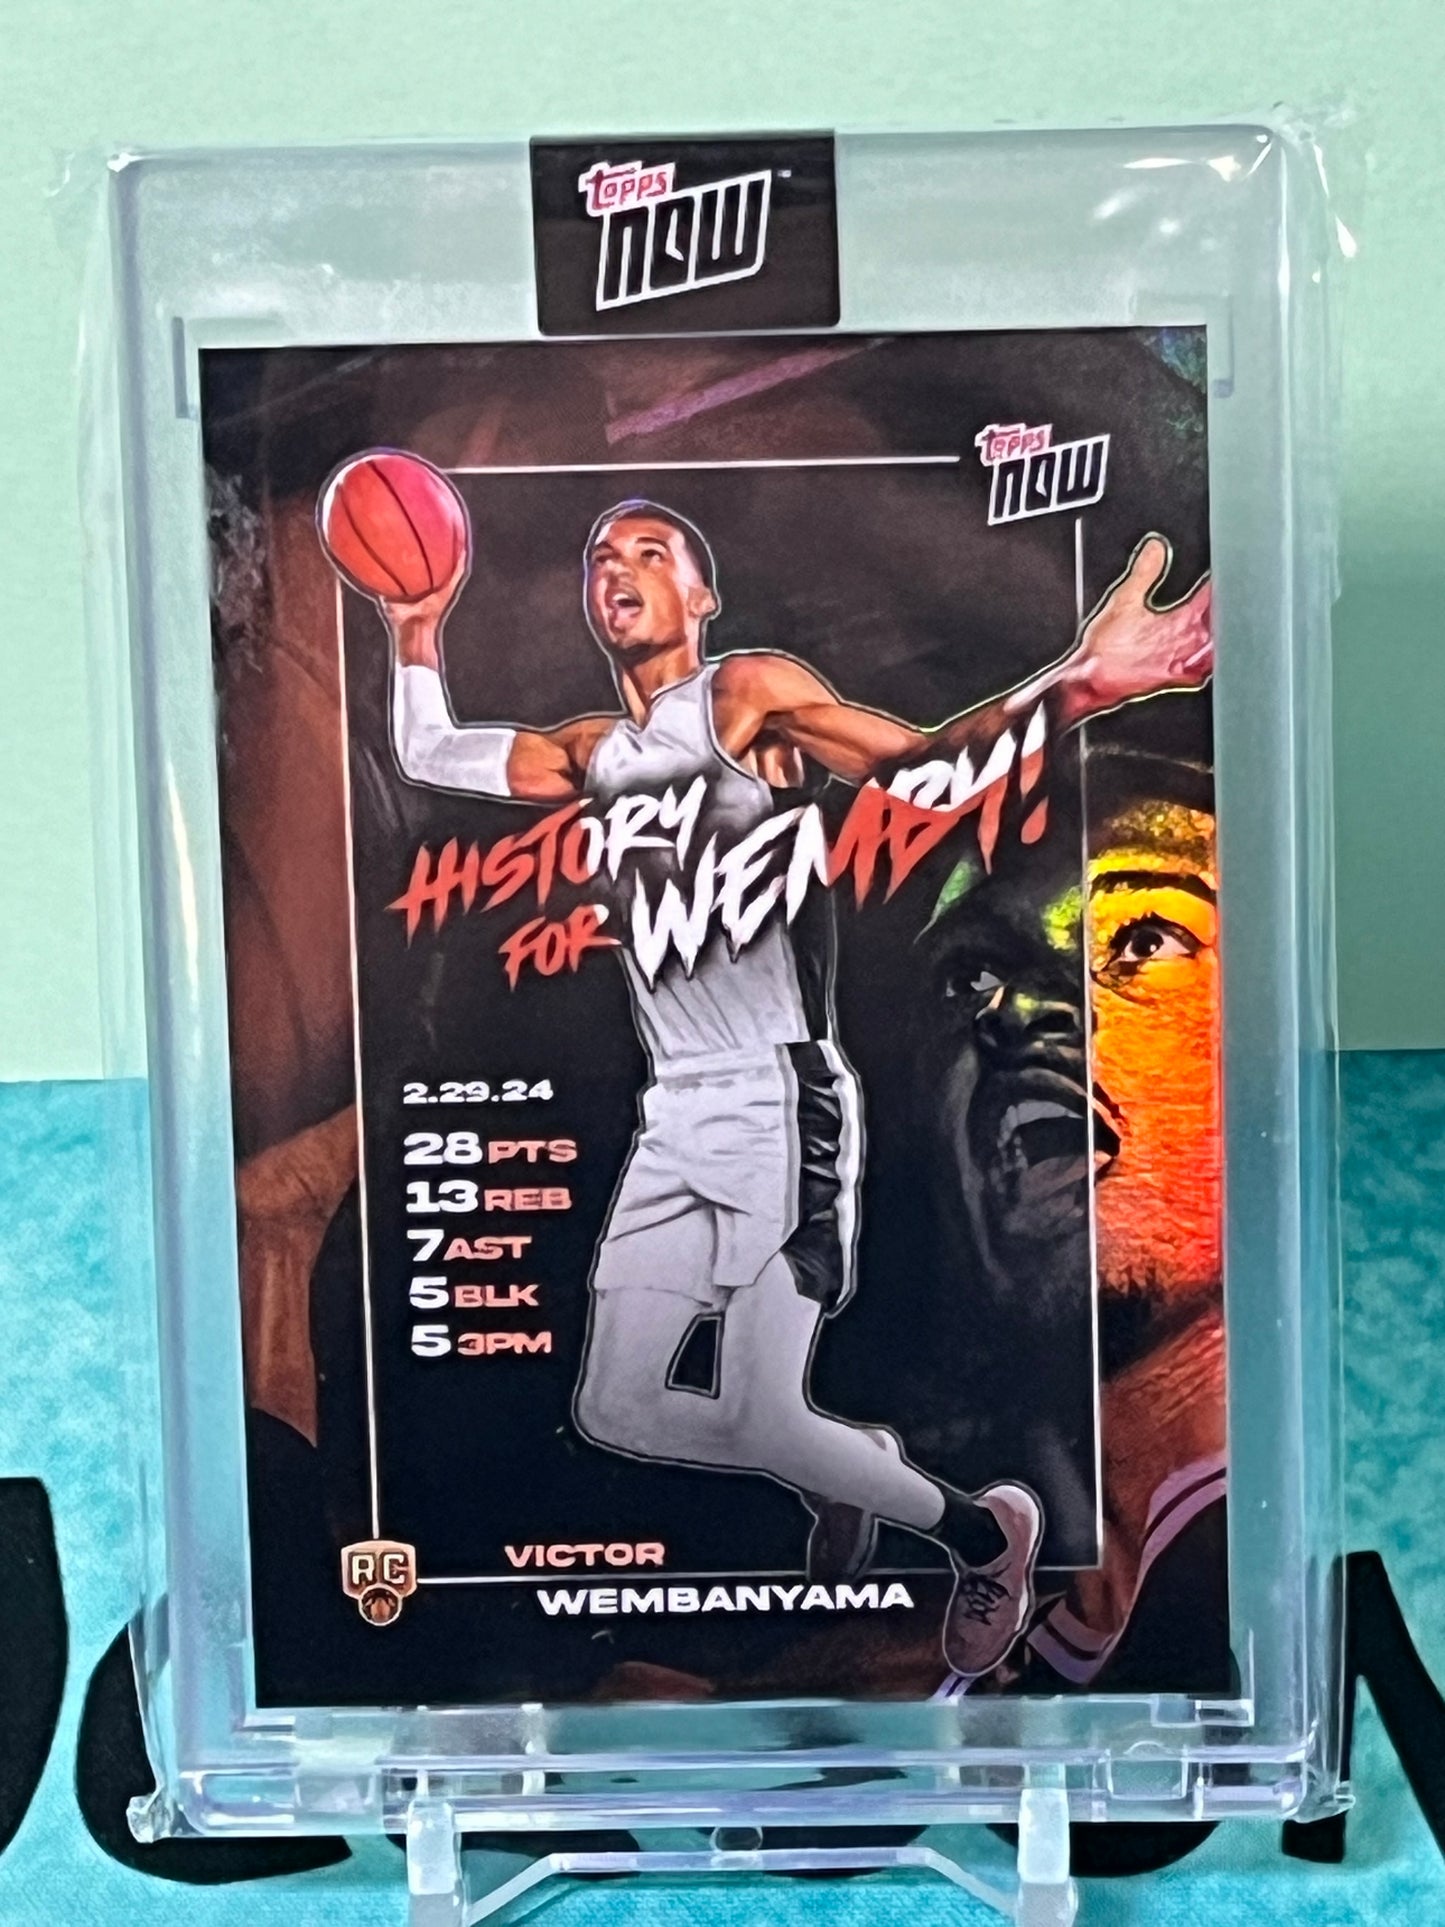 topps
NOW
topps
NOW
HISTORY
FOR WEMBY!
2.29.24
28 PTS
13 REB
7 AST
5 BLK
5 3PM
RC
VICTOR
WEMBANYAMA